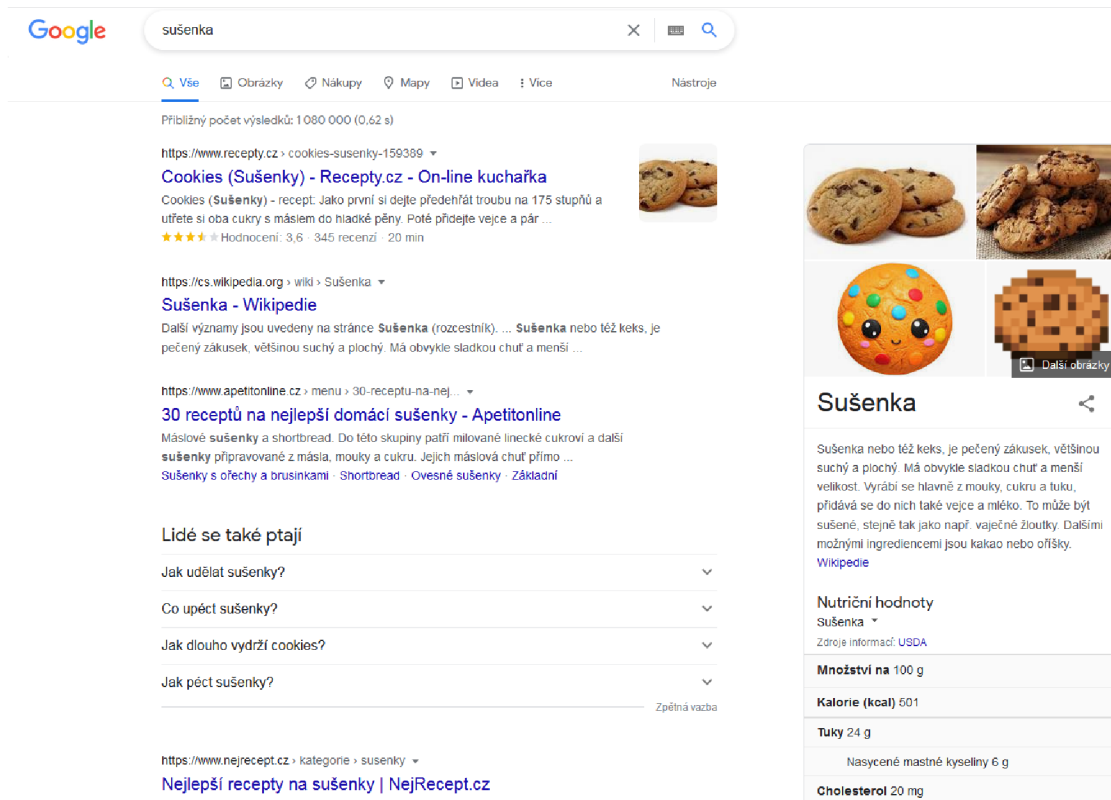 Google
sušenka
Vše
Obrázky
Nákupy
Mapy
Videa
Více
Nástroje
Přibližný počet výsledků: 1 080 000 (0,62 s)
https://www.recepty.cz › cookies-susenky-159389
Cookies (Sušenky) - Recepty.cz - On-line kuchařka
Cookies (Sušenky) - recept: Jako první si dejte předehřát troubu na 175 stupňů a
utřete si oba cukry s máslem do hladké pěny. Poté přidejte vejce a pár ...
Hodnocení: 3,6 · 345 recenzí · 20 min
https://cs.wikipedia.org › wiki › Sušenka
Sušenka - Wikipedie
Další významy jsou uvedeny na stránce Sušenka (rozcestník). ... Sušenka nebo též keks, je
pečený zákusek, většinou suchý a plochý. Má obvykle sladkou chuť a menší ...
https://www.apetitonline.cz › menu › 30-receptu-na-nej...
30 receptů na nejlepší domácí sušenky - Apetitonline
Máslové sušenky a shortbread. Do této skupiny patří milované linecké cukroví a další
sušenky připravované z másla, mouky a cukru. Jejich máslová chuť přímo ...
Sušenky s ořechy a brusinkami · Shortbread · Ovesné sušenky · Základní
Lidé se také ptají
Jak udělat sušenky?
Co upéct sušenky?
Jak dlouho vydrží cookies?
Jak péct sušenky?
Zpětná vazba
https://www.nejrecept.cz › kategorie › susenky
Nejlepší recepty na sušenky | NejRecept.cz
Další obrázky
Sušenka
Sušenka nebo též keks, je pečený zákusek, většinou
suchý a plochý. Má obvykle sladkou chuť a menší
velikost. Vyrábí se hlavně z mouky, cukru a tuku,
přidává se do nich také vejce a mléko. To může být
sušené, stejně tak jako např. vaječné žloutky. Dalšími
možnými ingrediencemi jsou kakao nebo oříšky.
Wikipedie
Nutriční hodnoty
Sušenka
Zdroje informací: USDA
Množství na 100 g
Kalorie (kcal) 501
Tuky 24 g
Nasycené mastné kyseliny 6 g
Cholesterol 20 mg